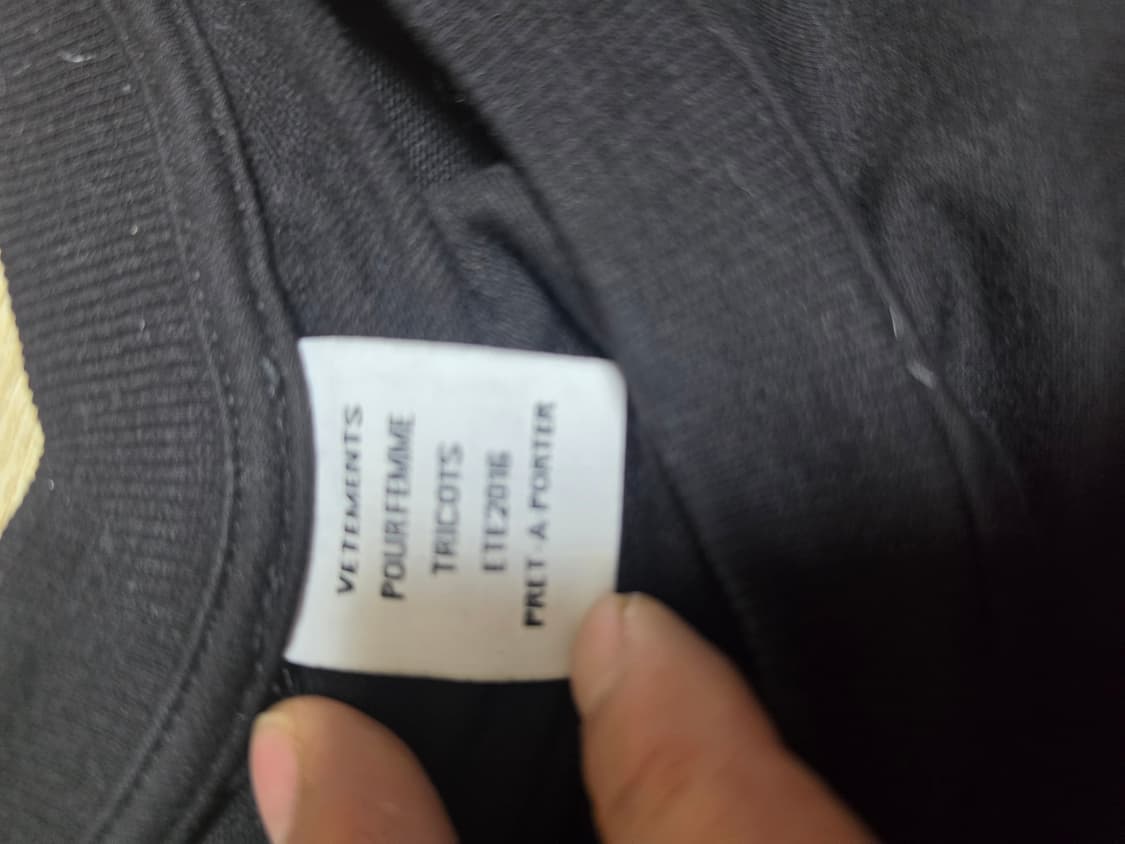 VETEMENTS
POUR FEMME
TRICOTS
ETE2016
PRET-A PORTER